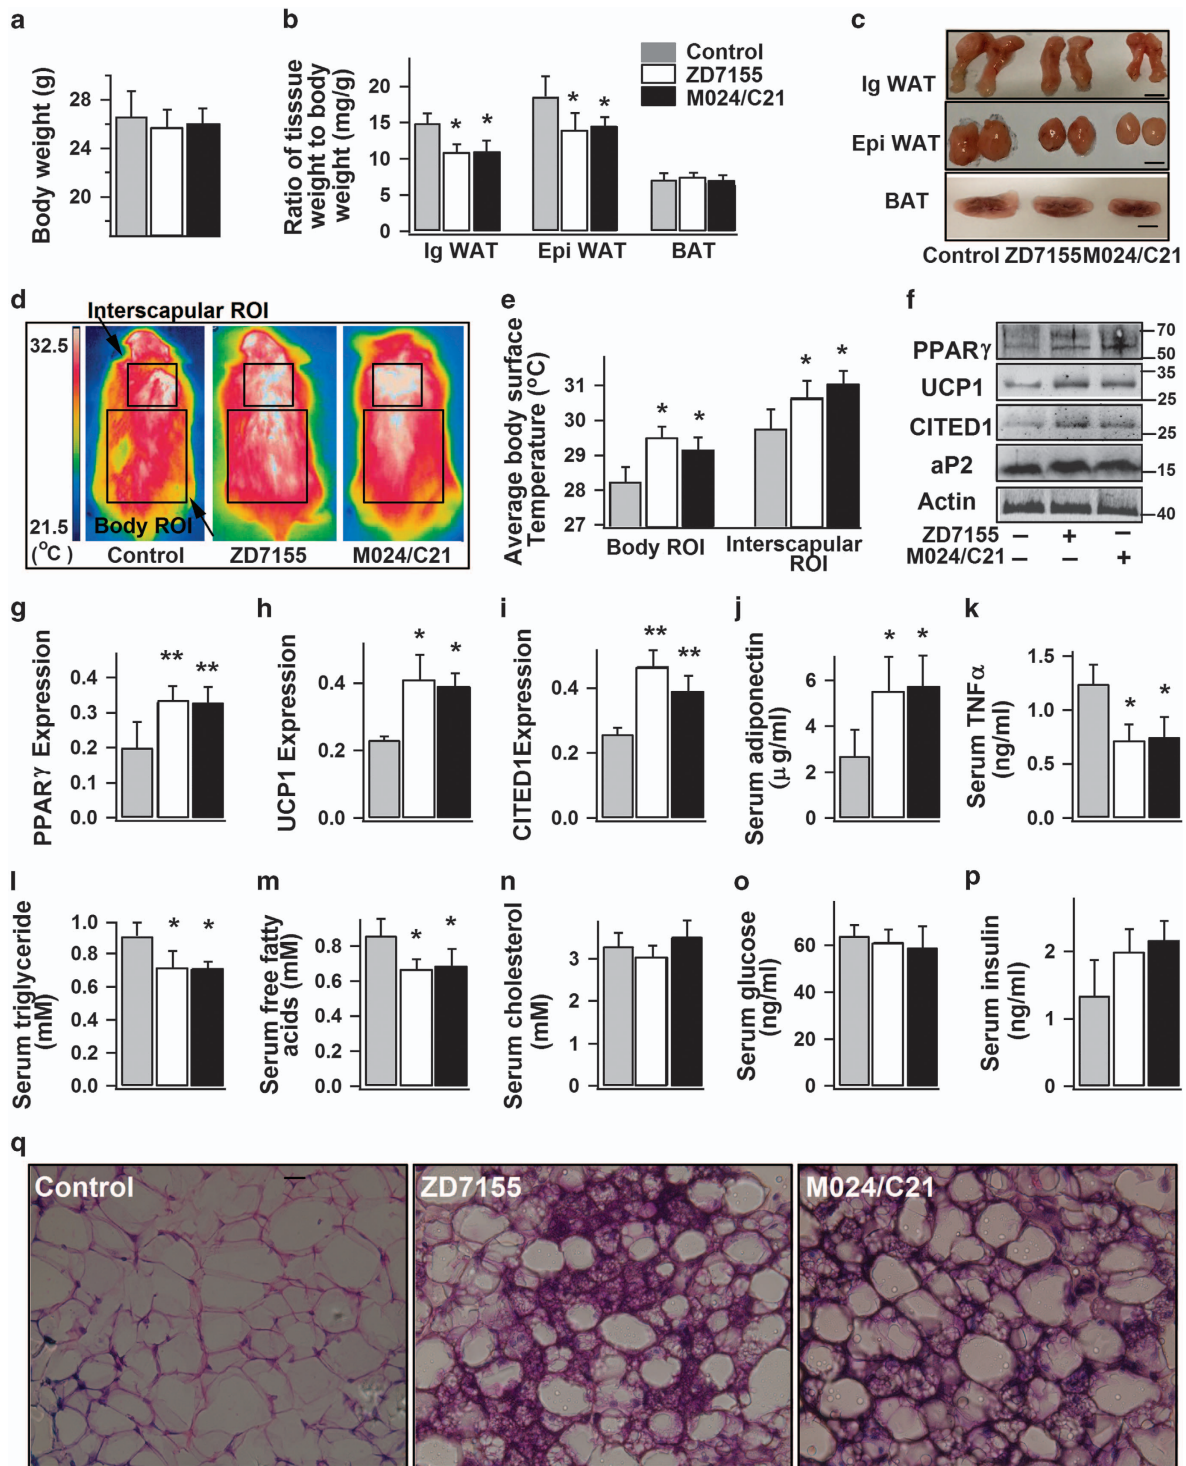 a
Body weight (g)
28
24
20
b
Ratio of tissue
weight to body
weight (mg/g)
20
15
10
5
0
Ig WAT
Epi WAT
BAT
Control
ZD7155
M024/C21
*
*
*
*
c
Ig WAT
Epi WAT
BAT
Control ZD7155M024/C21
d
Interscapular ROI
32.5
21.5
(°C)
Body ROI
Control
ZD7155
M024/C21
e
Average body surface
Temperature (°C)
31
30
29
28
27
*
*
*
*
Body ROI
Interscapular
ROI
f
PPARγ
70
50
UCP1
35
25
CITED1
25
aP2
15
Actin
40
ZD7155 – + –
M024/C21 – – +
g
PPARγ Expression
0.4
0.3
0.2
0.1
0.0
**
**
h
UCP1 Expression
0.4
0.2
0.0
*
*
i
CITED1Expression
0.4
0.2
0.0
**
**
j
Serum adiponectin
(μ g/ml)
6
4
2
0
*
*
k
Serum TNFα
(ng/ml)
1.5
1.0
0.5
0.0
*
*
l
Serum triglyceride
(mM)
1.0
0.8
0.6
0.4
0.2
0.0
*
*
m
Serum free fatty
acids (mM)
0.8
0.6
0.4
0.2
0.0
*
*
n
Serum cholesterol
(mM)
3
2
1
0
o
Serum glucose
(ng/ml)
60
40
20
0
p
Serum insulin
(ng/ml)
2
1
0
q
Control
ZD7155
M024/C21